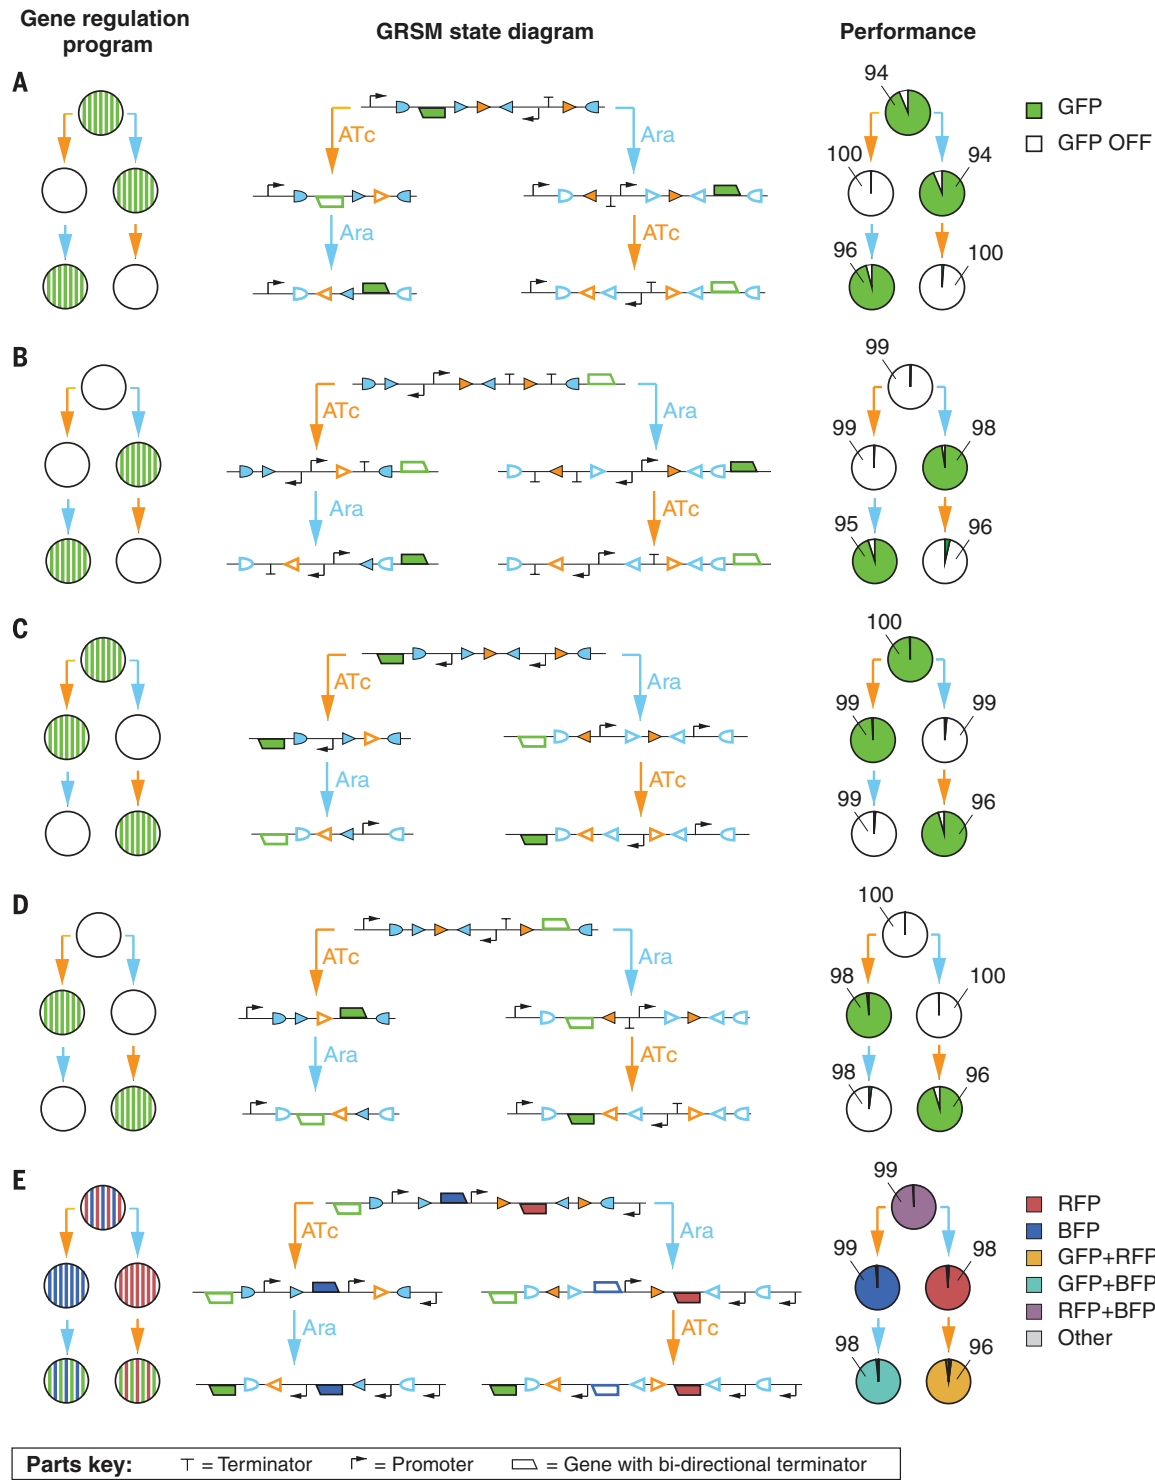 Gene regulation
program
GRSM state diagram
Performance
A
ATc
Ara
Ara
ATc
94
100
94
96
100
GFP
GFP OFF
B
ATc
Ara
Ara
ATc
99
99
98
95
96
C
ATc
Ara
Ara
ATc
100
99
99
99
96
D
ATc
Ara
Ara
ATc
100
98
100
98
96
E
ATc
Ara
Ara
ATc
99
99
98
98
96
RFP
BFP
GFP+RFP
GFP+BFP
RFP+BFP
Other
Parts key: = Terminator = Promoter = Gene with bi-directional terminator